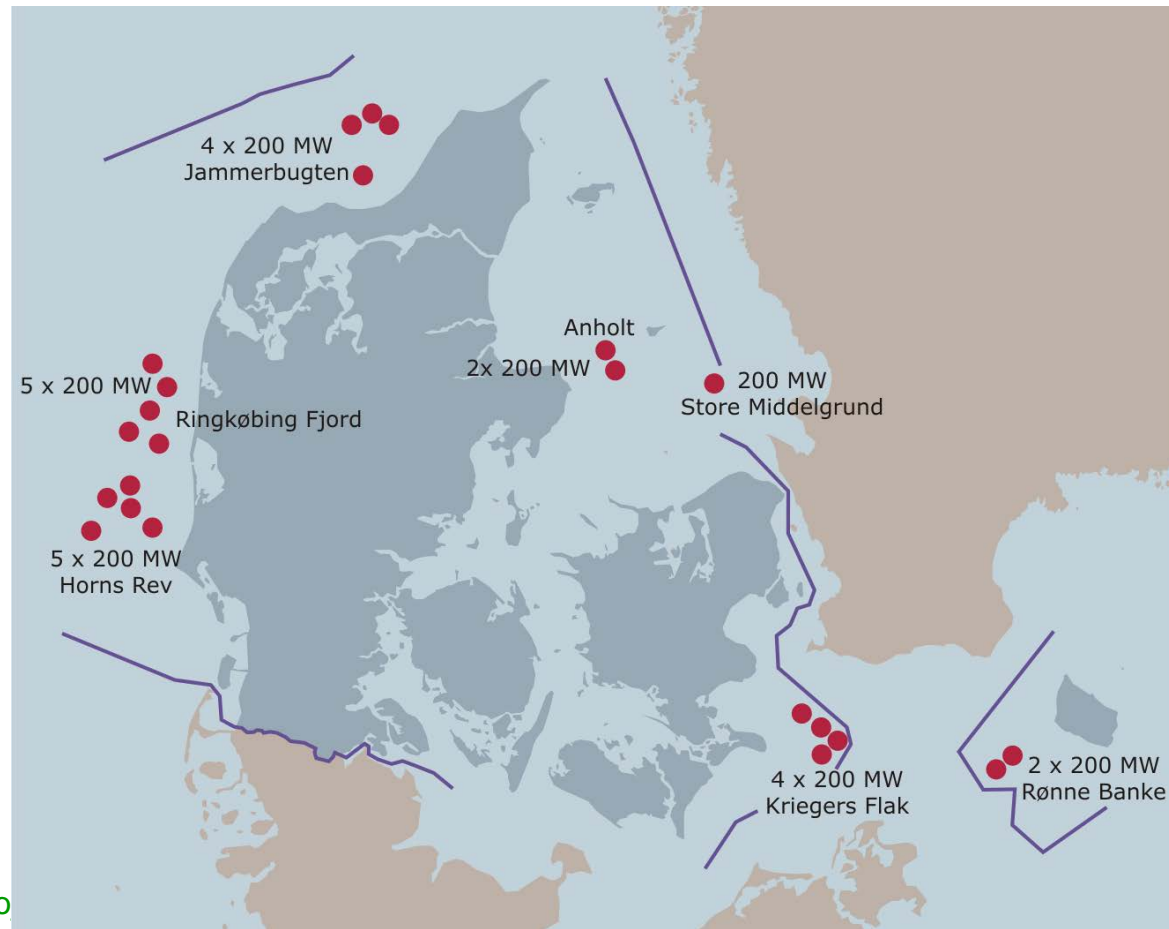 4 x 200 MW
Jammerbugten
Anholt
2x 200 MW
200 MW
Store Middelgrund
5 x 200 MW
Ringkøbing Fjord
5 x 200 MW
Horns Rev
4 x 200 MW
Kriegers Flak
2 x 200 MW
Rønne Banke